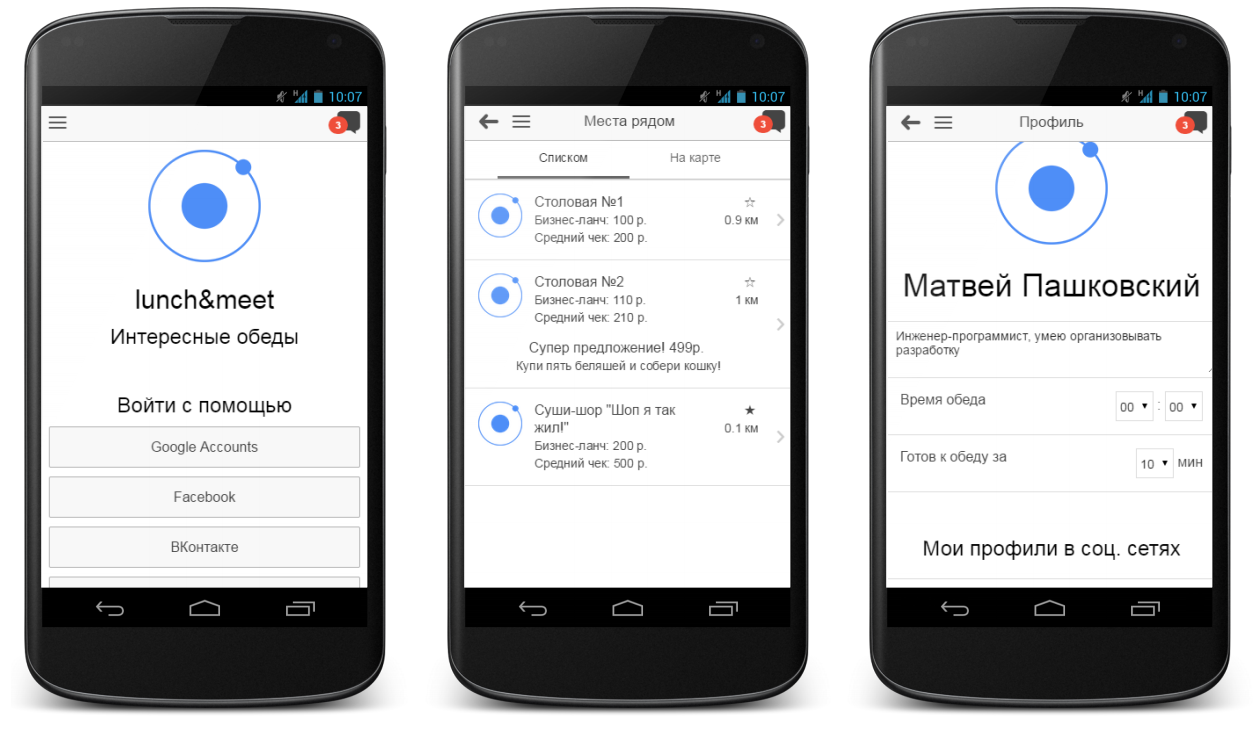 10:07
3
lunch&meet
Интересные обеды
Войти с помощью
Google Accounts
Facebook
ВКонтакте
10:07
Места рядом
3
Списком
На карте
Столовая №1
Бизнес-ланч: 100 р.
0.9 км
Средний чек: 200 р.
Столовая №2
Бизнес-ланч: 110 р.
1 км
Средний чек: 210 р.
Супер предложение! 499р.
Купи пять беляшей и собери кошку!
Суши-шор "Шоп я так
жил!"
0.1 км
Бизнес-ланч: 200 р.
Средний чек: 500 р.
10:07
Профиль
3
Матвей Пашковский
Инженер-программист, умею организовывать
разработку
Время обеда
00 : 00
Готов к обеду за
10 мин
Мои профили в соц. сетях